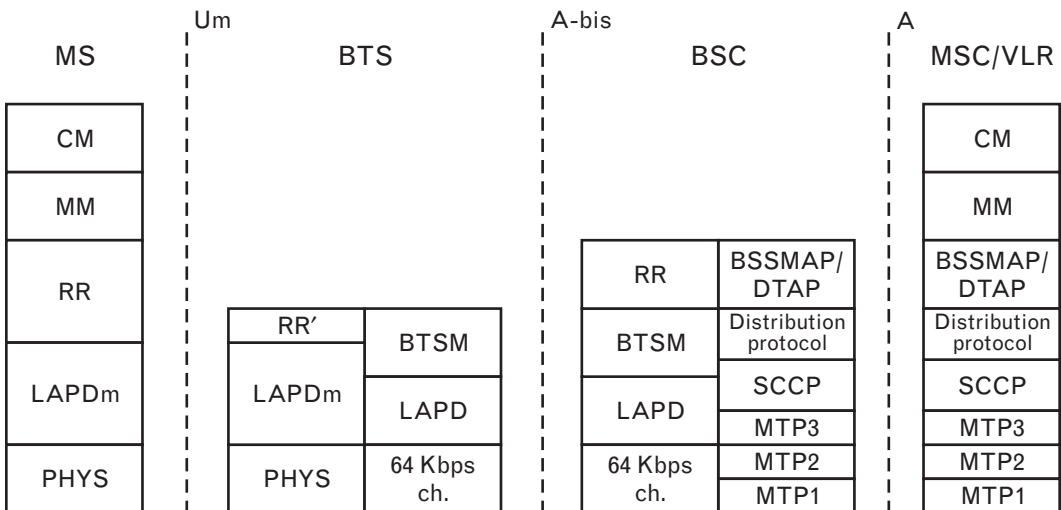 Um
A-bis
A
MS
BTS
BSC
MSC/VLR
CM
MM
RR
LAPDm
PHYS
RR′
LAPDm
PHYS
BTSM
LAPD
64 Kbps
ch.
RR
BTSM
LAPD
64 Kbps
ch.
BSSMAP/
DTAP
Distribution
protocol
SCCP
MTP3
MTP2
MTP1
CM
MM
BSSMAP/
DTAP
Distribution
protocol
SCCP
MTP3
MTP2
MTP1